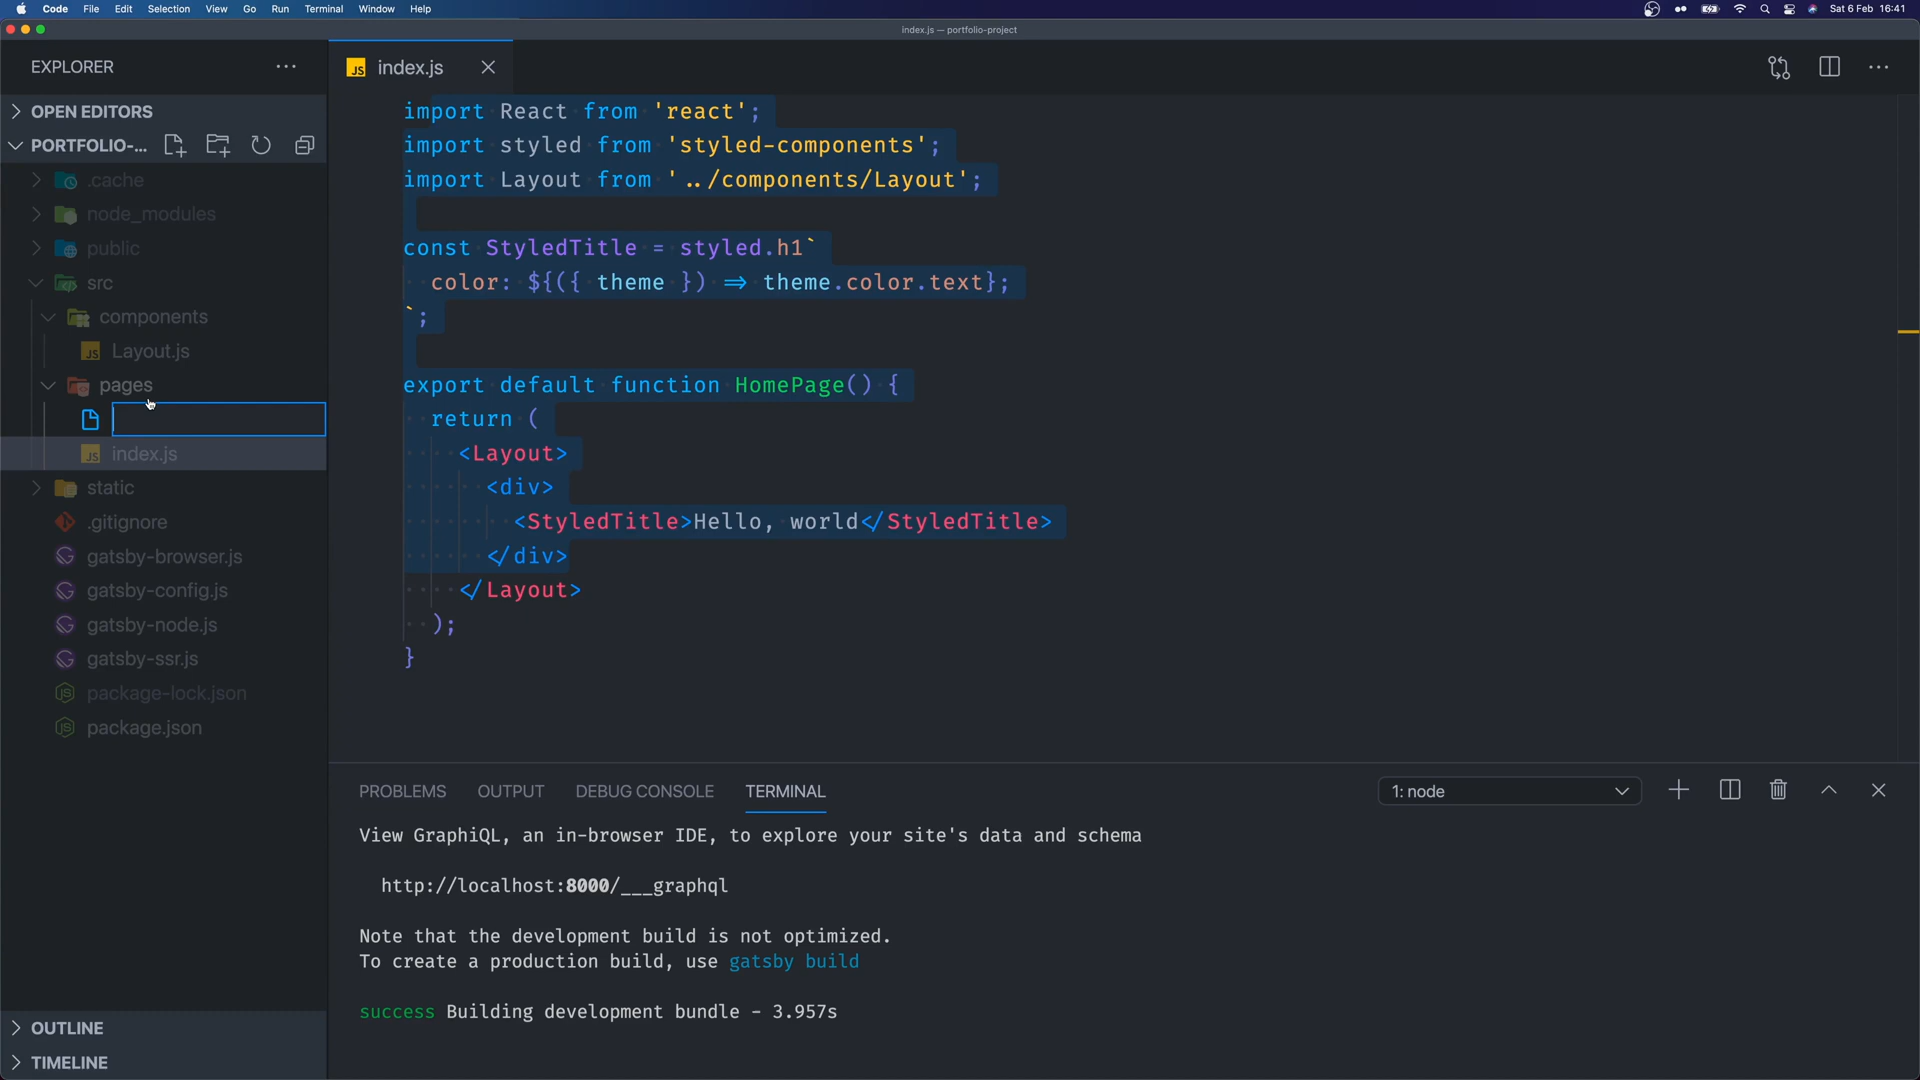 Code File Edit Selection View Go Run Terminal Window Help
Sat 6 Feb 16:41
index.js — portfolio-project
EXPLORER
OPEN EDITORS
PORTFOLIO-...
.cache
node_modules
public
src
components
Layout.js
pages
index.js
static
.gitignore
gatsby-browser.js
gatsby-config.js
gatsby-node.js
gatsby-ssr.js
package-lock.json
package.json
OUTLINE
TIMELINE
JS index.js
import React from 'react';
import styled from 'styled-components';
import Layout from '../components/Layout';
const StyledTitle = styled.h1`
color: ${({ theme }) => theme.color.text};
`;
export default function HomePage() {
return (
<Layout>
<div>
<StyledTitle>Hello, world</StyledTitle>
</div>
</Layout>
);
}
PROBLEMS OUTPUT DEBUG CONSOLE TERMINAL
1: node
View GraphiQL, an in-browser IDE, to explore your site's data and schema
http://localhost:8000/___graphql
Note that the development build is not optimized.
To create a production build, use gatsby build
success Building development bundle - 3.957s